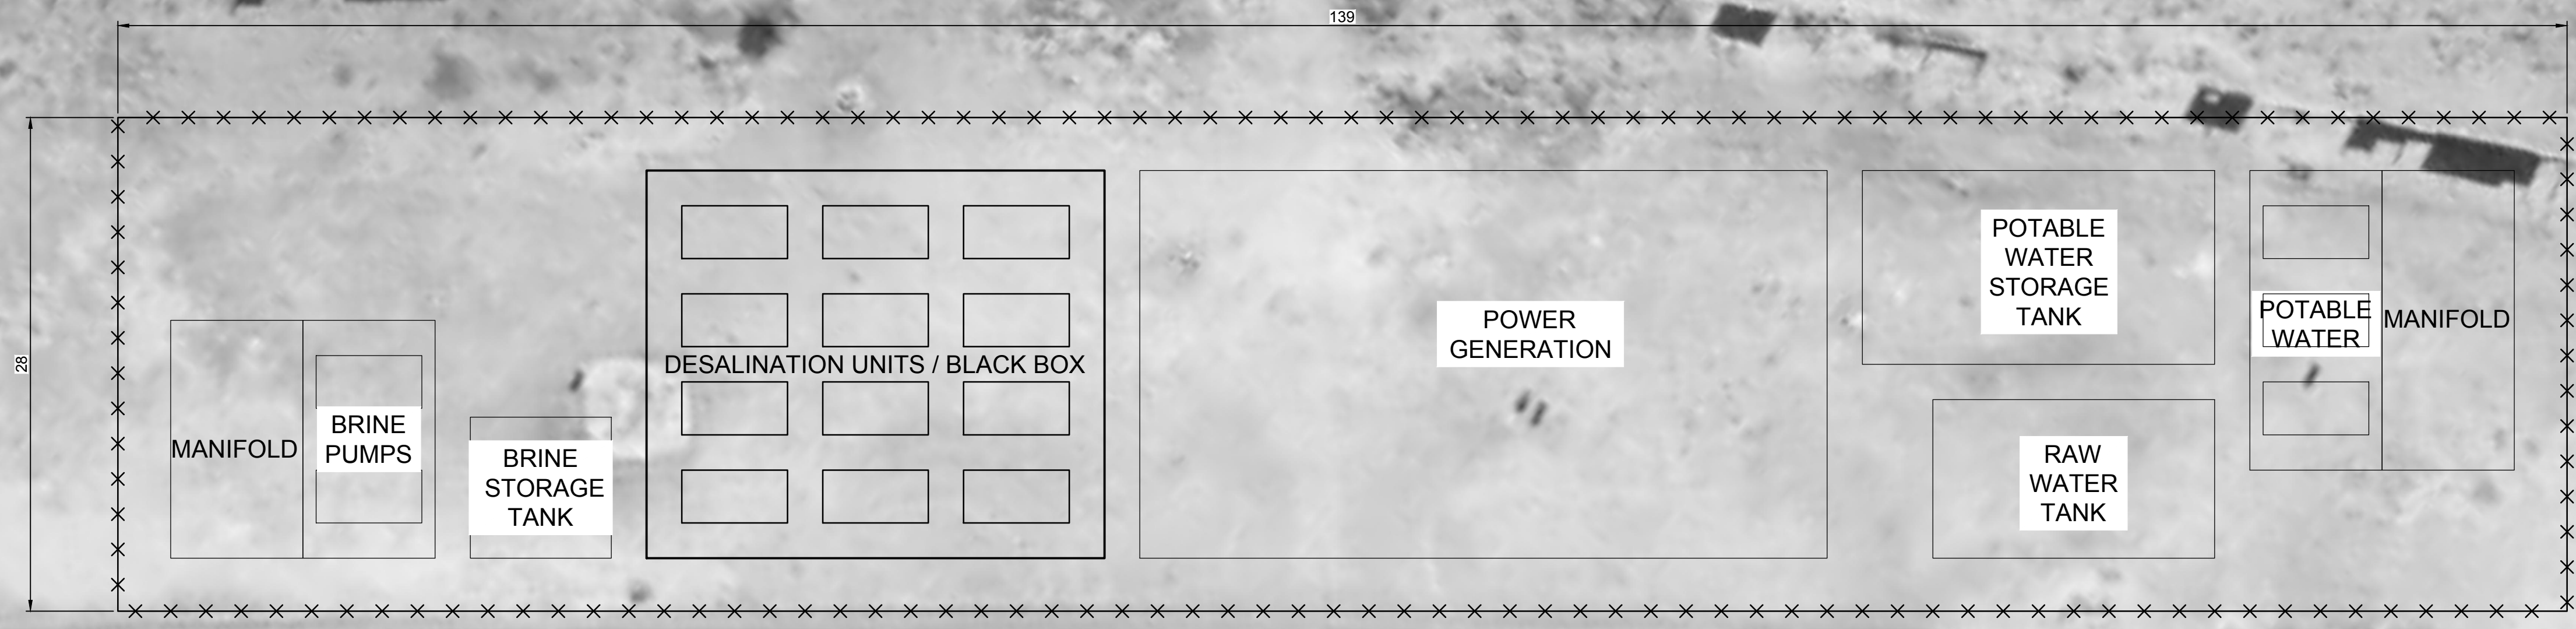 139
28
MANIFOLD
BRINE
PUMPS
BRINE
STORAGE
TANK
DESALINATION UNITS / BLACK BOX
POWER
GENERATION
POTABLE
WATER
STORAGE
TANK
RAW
WATER
TANK
POTABLE
WATER
MANIFOLD